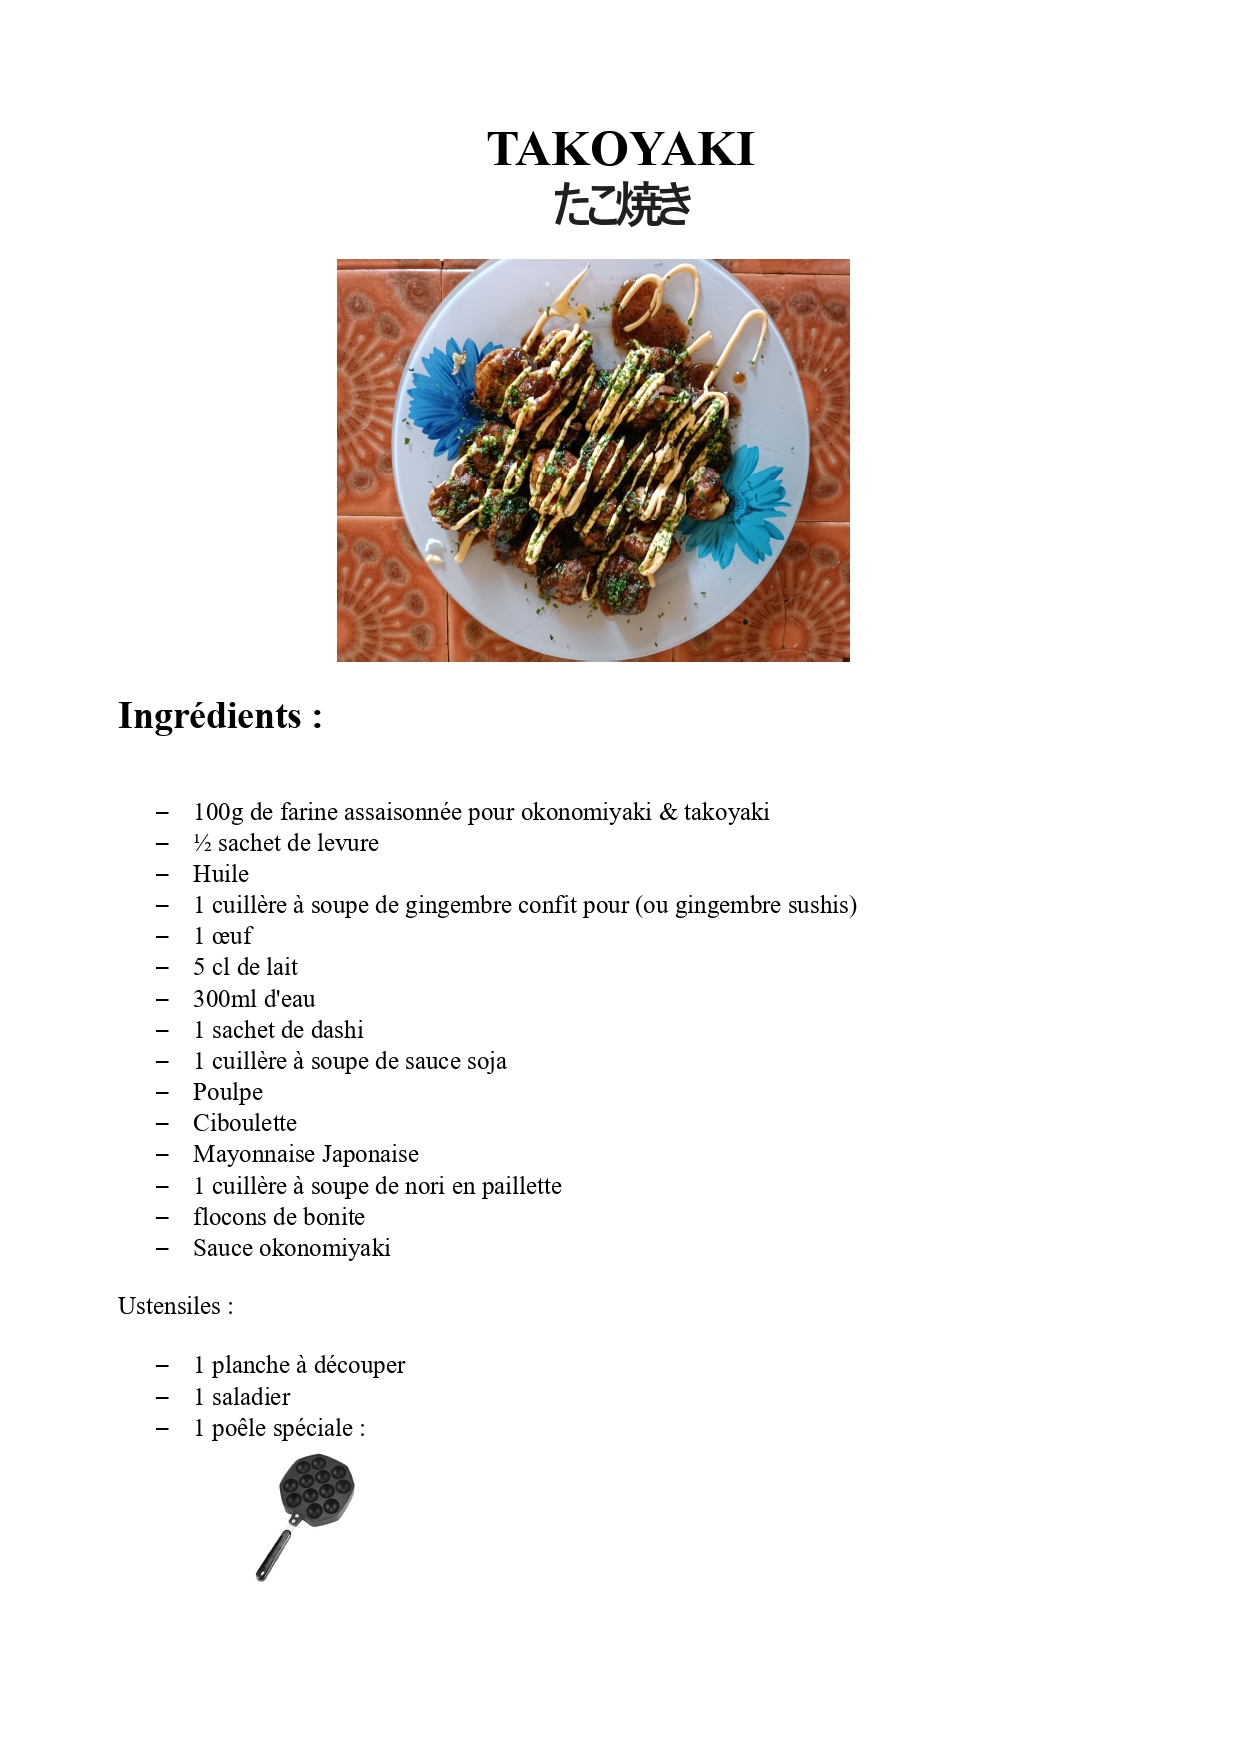 TAKOYAKI
たこ焼き
Ingrédients :
– 100g de farine assaisonnée pour okonomiyaki & takoyaki
– ½ sachet de levure
– Huile
– 1 cuillère à soupe de gingembre confit pour (ou gingembre sushis)
– 1 œuf
– 5 cl de lait
– 300ml d'eau
– 1 sachet de dashi
– 1 cuillère à soupe de sauce soja
– Poulpe
– Ciboulette
– Mayonnaise Japonaise
– 1 cuillère à soupe de nori en paillette
– flocons de bonite
– Sauce okonomiyaki
Ustensiles :
– 1 planche à découper
– 1 saladier
– 1 poêle spéciale :